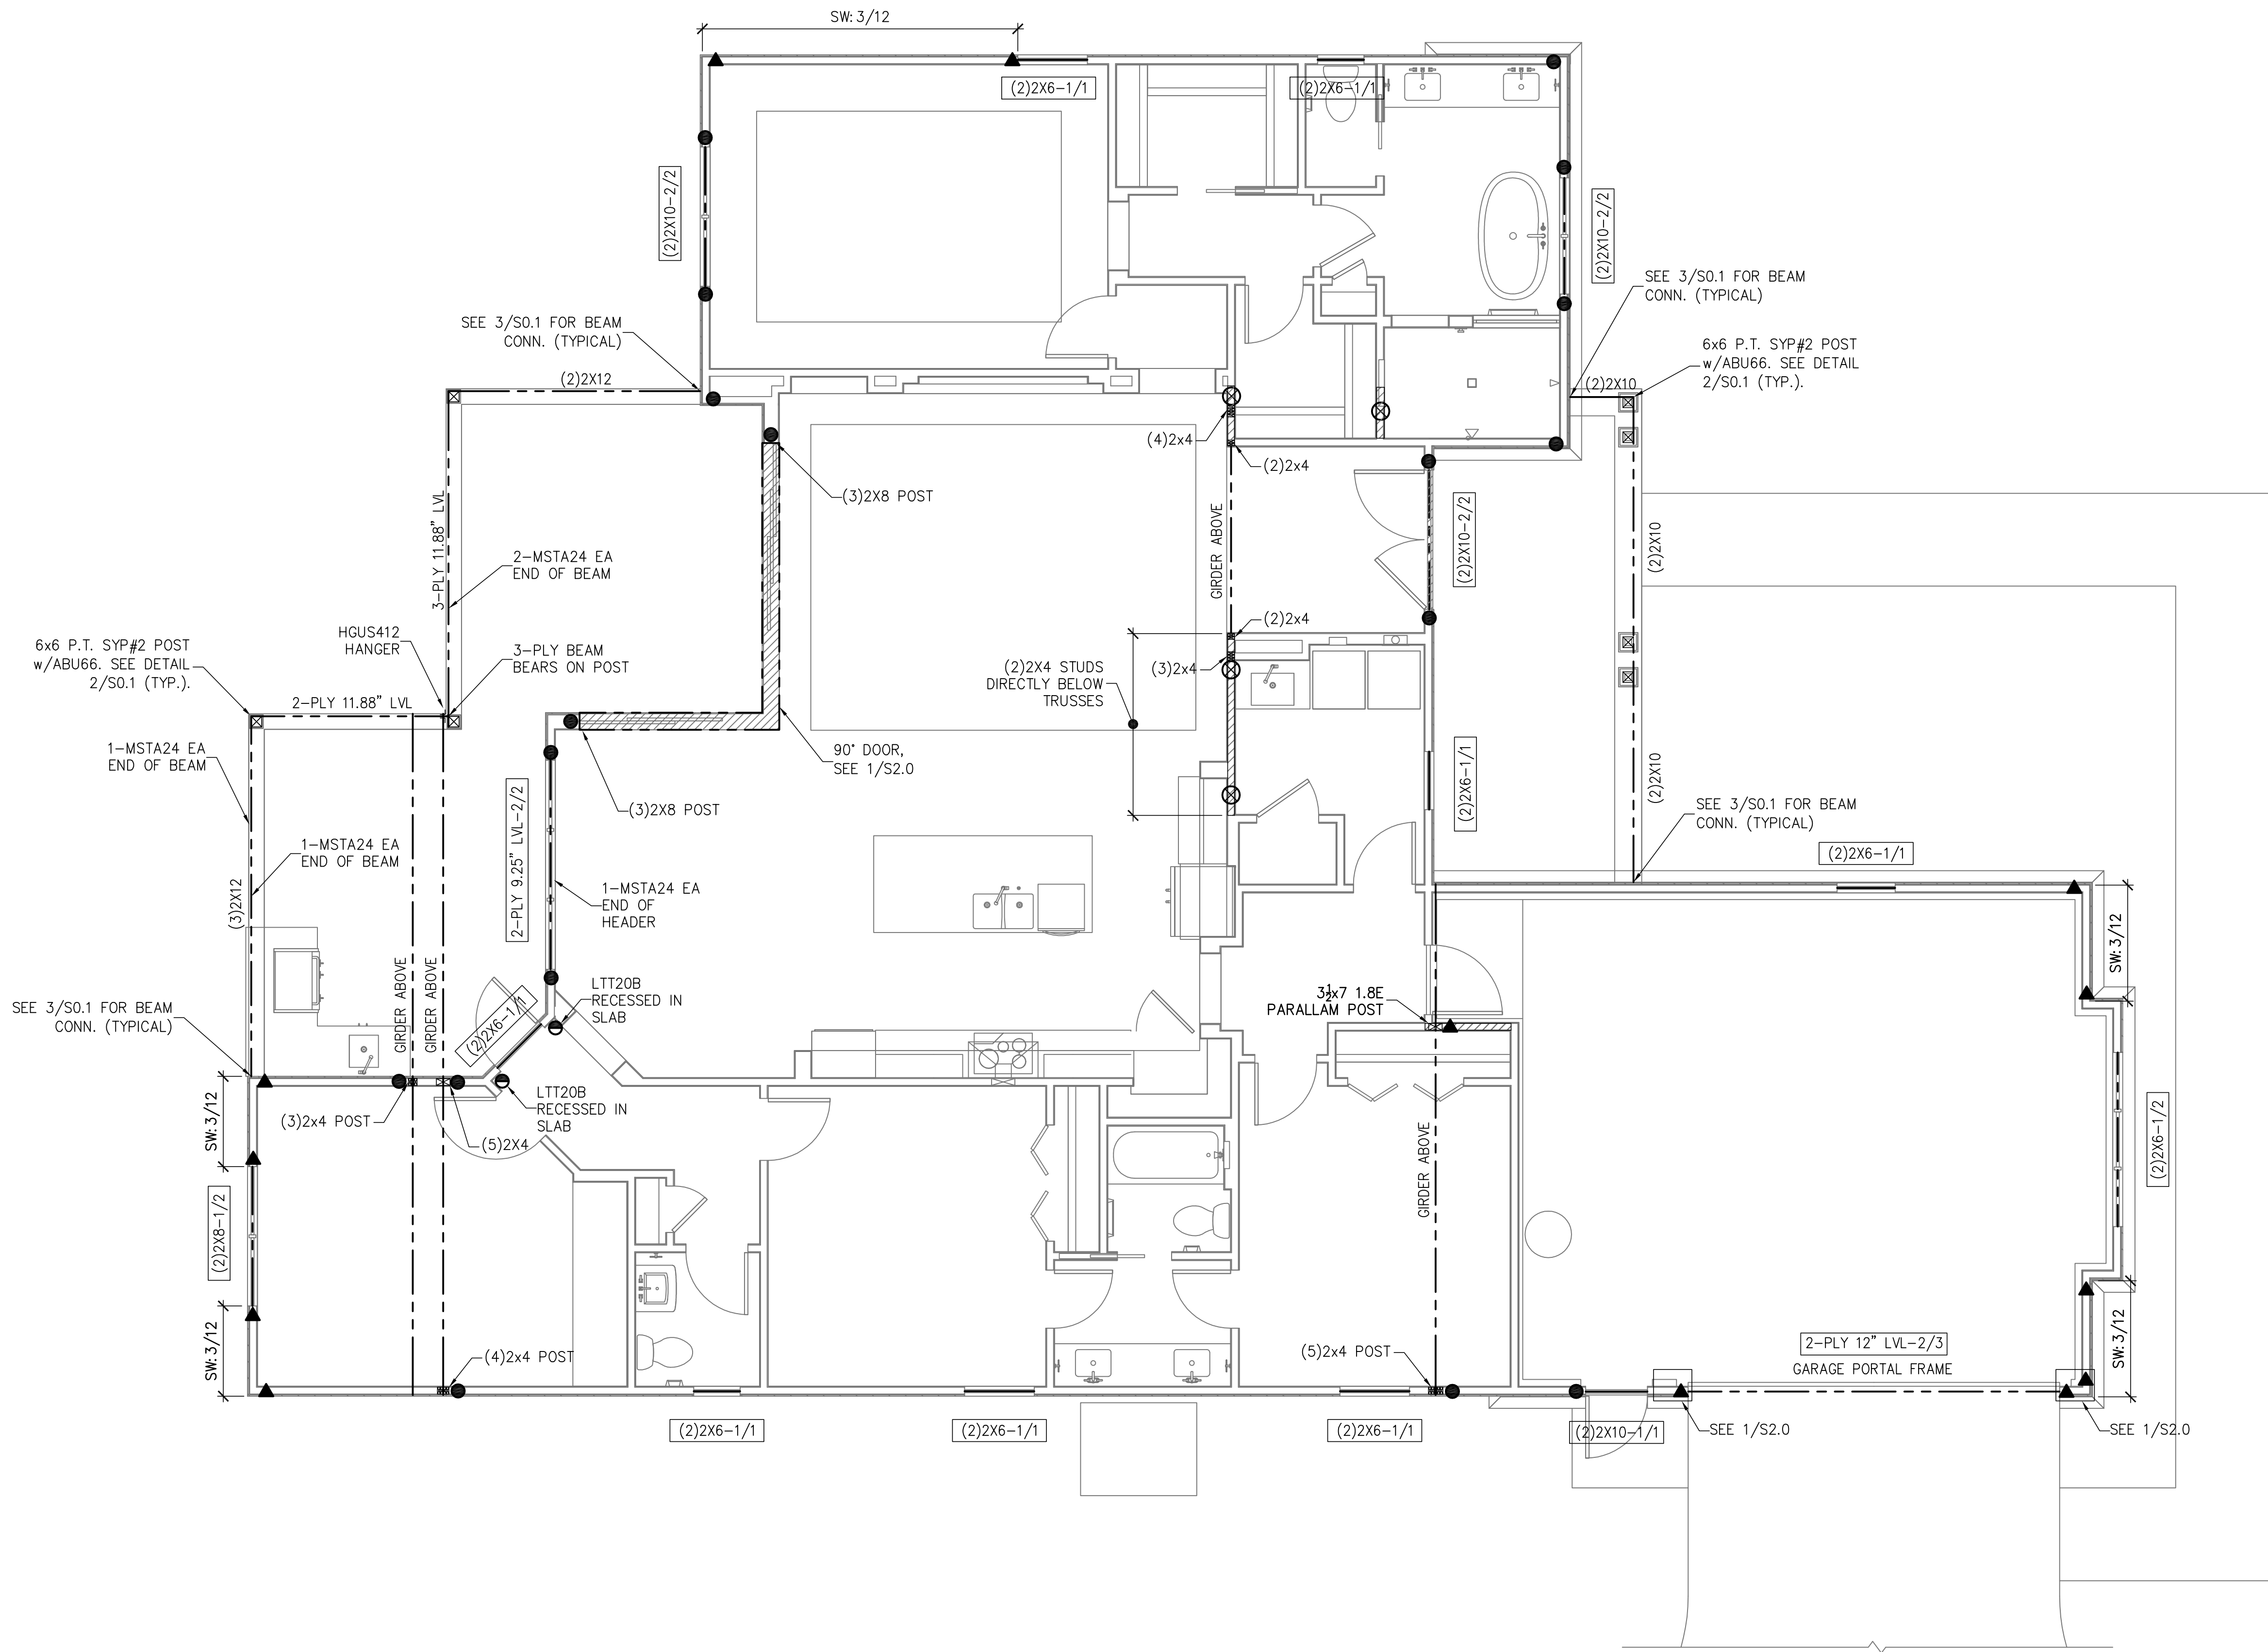 SW: 3/12
(2)2X6-1/1
(2)2X6-1/1
(2)2X10-2/2
(2)2X10-2/2
SEE 3/S0.1 FOR BEAM
CONN. (TYPICAL)
SEE 3/S0.1 FOR BEAM
CONN. (TYPICAL)
6x6 P.T. SYP#2 POST
w/ABU66. SEE DETAIL
2/S0.1 (TYP.).
(2)2X12
(2)2X10
(4)2x4
(2)2x4
(3)2X8 POST
3-PLY 11.88" LVL
GIRDER ABOVE
(2)2X10-2/2
(2)2X10
2-MSTA24 EA
END OF BEAM
HGUS412
HANGER
3-PLY BEAM
BEARS ON POST
(2)2x4
(3)2x4
(2)2X4 STUDS
DIRECTLY BELOW
TRUSSES
6x6 P.T. SYP#2 POST
w/ABU66. SEE DETAIL
2/S0.1 (TYP.).
2-PLY 11.88" LVL
1-MSTA24 EA
END OF BEAM
90° DOOR,
SEE 1/S2.0
(2)2X6-1/1
(2)2X10
(3)2X8 POST
2-PLY 9.25" LVL-2/2
SEE 3/S0.1 FOR BEAM
CONN. (TYPICAL)
1-MSTA24 EA
END OF BEAM
(2)2X6-1/1
(3)2X12
1-MSTA24 EA
END OF
HEADER
SW: 3/12
GIRDER ABOVE
GIRDER ABOVE
LTT20B
RECESSED IN
SLAB
3½x7 1.8E
PARALLAM POST
SEE 3/S0.1 FOR BEAM
CONN. (TYPICAL)
(2)2X6-1/1
SW: 3/12
(3)2x4 POST
(5)2X4
LTT20B
RECESSED IN
SLAB
GIRDER ABOVE
(2)2X6-1/2
(2)2X8-1/2
SW: 3/12
(4)2x4 POST
(5)2x4 POST
2-PLY 12" LVL-2/3
GARAGE PORTAL FRAME
SW: 3/12
(2)2X6-1/1
(2)2X6-1/1
(2)2X6-1/1
(2)2X10-1/1
SEE 1/S2.0
SEE 1/S2.0